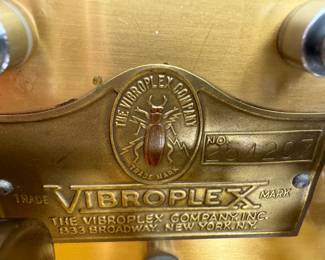 THE VIBROPLEX COMPANY
TRADE MARK
NO.
TRADE VIBROPLEX MARK
THE VIBROPLEX COMPANY, INC.
833 BROADWAY, NEW YORK, N.Y.